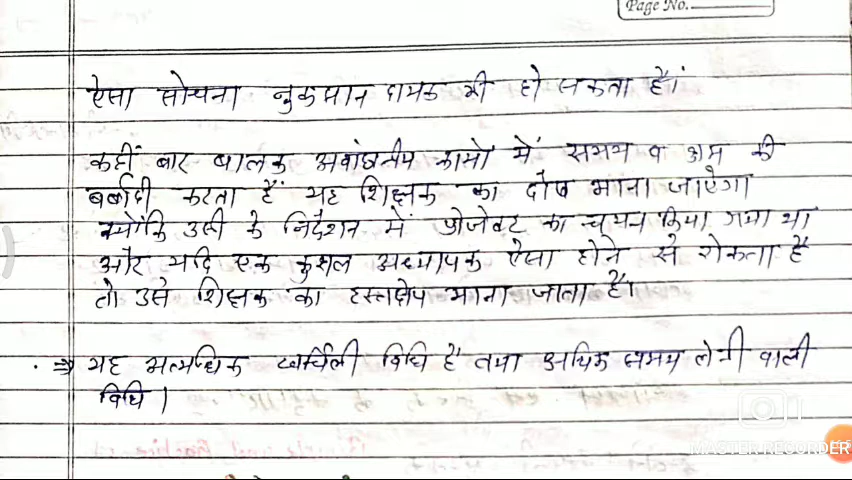 Page No.
ऐसा सोचना नुकसान दायक भी हो सकता है।
कहीं बार बालक अवांछनीय कामों में समय व श्रम की
बर्बादी करता है यह शिक्षक का दोष माना जाऐगा
क्योंकि उसी के निर्देशन में प्रोजेक्ट का चयन किया गया था
और यदि एक कुशल अध्यापक ऐसा होने से रोकता है
तो उसे शिक्षक का हस्तक्षेप माना जाता है।
⇒ यह अत्यधिक खर्चिली विधि है तथा अधिक समय लेनी वाली
विधि।
MASTER RECORDER